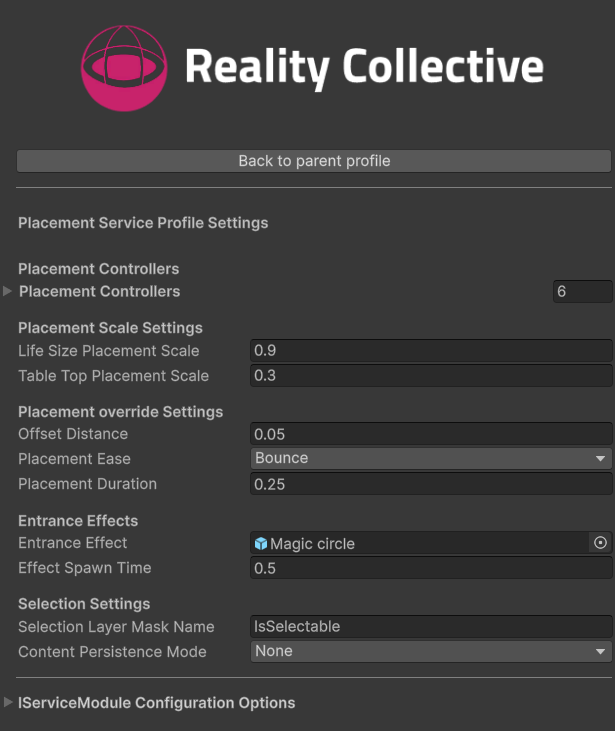 Reality Collective
Back to parent profile
Placement Service Profile Settings
Placement Controllers
Placement Controllers 6
Placement Scale Settings
Life Size Placement Scale 0.9
Table Top Placement Scale 0.3
Placement override Settings
Offset Distance 0.05
Placement Ease Bounce
Placement Duration 0.25
Entrance Effects
Entrance Effect Magic circle
Effect Spawn Time 0.5
Selection Settings
Selection Layer Mask Name IsSelectable
Content Persistence Mode None
IServiceModule Configuration Options